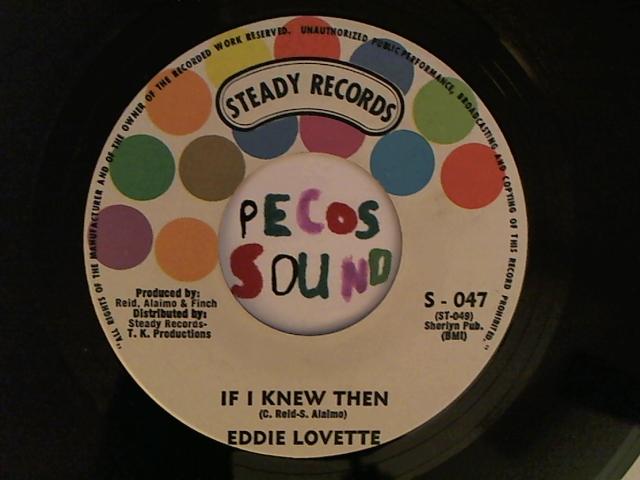 "ALL RIGHTS OF THE MANUFACTURER AND OF THE OWNER OF THE RECORDED WORK RESERVED. UNAUTHORIZED PUBLIC PERFORMANCE, BROADCASTING AND COPYING OF THIS RECORD PROHIBITED."
STEADY RECORDS
PECOS
SOUND
Produced by:
Reid, Alaimo & Finch
Distributed by:
Steady Records-
T. K. Productions
S - 047
(ST-049)
Sherlyn Pub.
(BMI)
IF I KNEW THEN
(C. Reid-S. Alaimo)
EDDIE LOVETTE